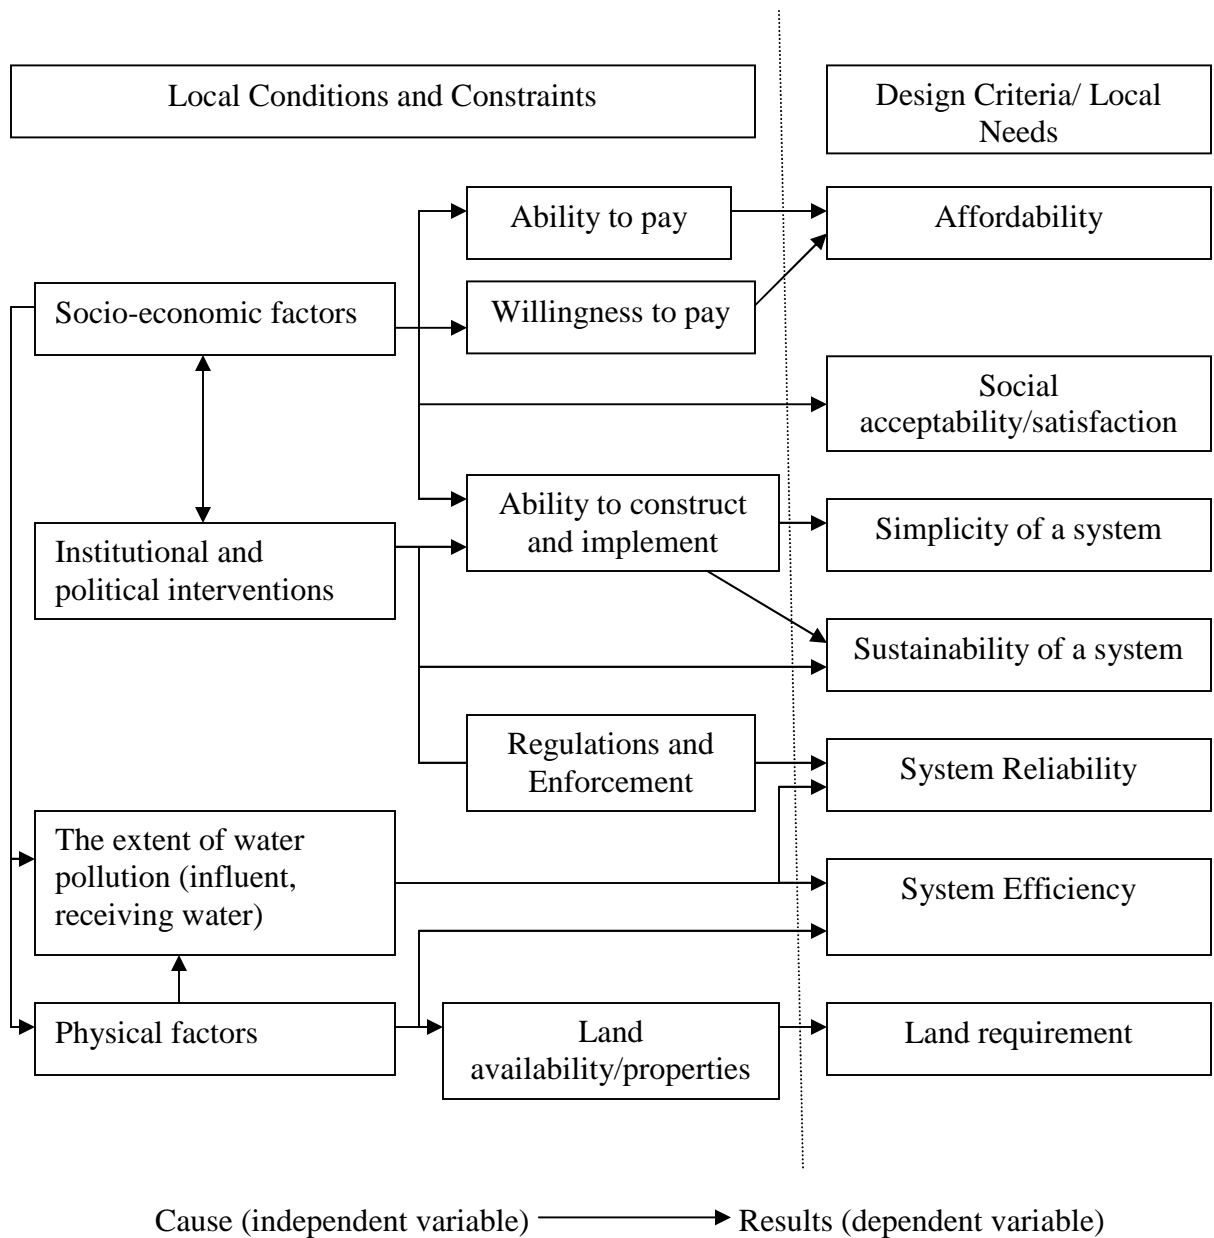 Local Conditions and Constraints
Design Criteria/ Local
Needs
Ability to pay
Affordability
Socio-economic factors
Willingness to pay
Social
acceptability/satisfaction
Institutional and
political interventions
Ability to construct
and implement
Simplicity of a system
Sustainability of a system
Regulations and
Enforcement
System Reliability
The extent of water
pollution (influent,
receiving water)
System Efficiency
Physical factors
Land
availability/properties
Land requirement
Cause (independent variable)
Results (dependent variable)